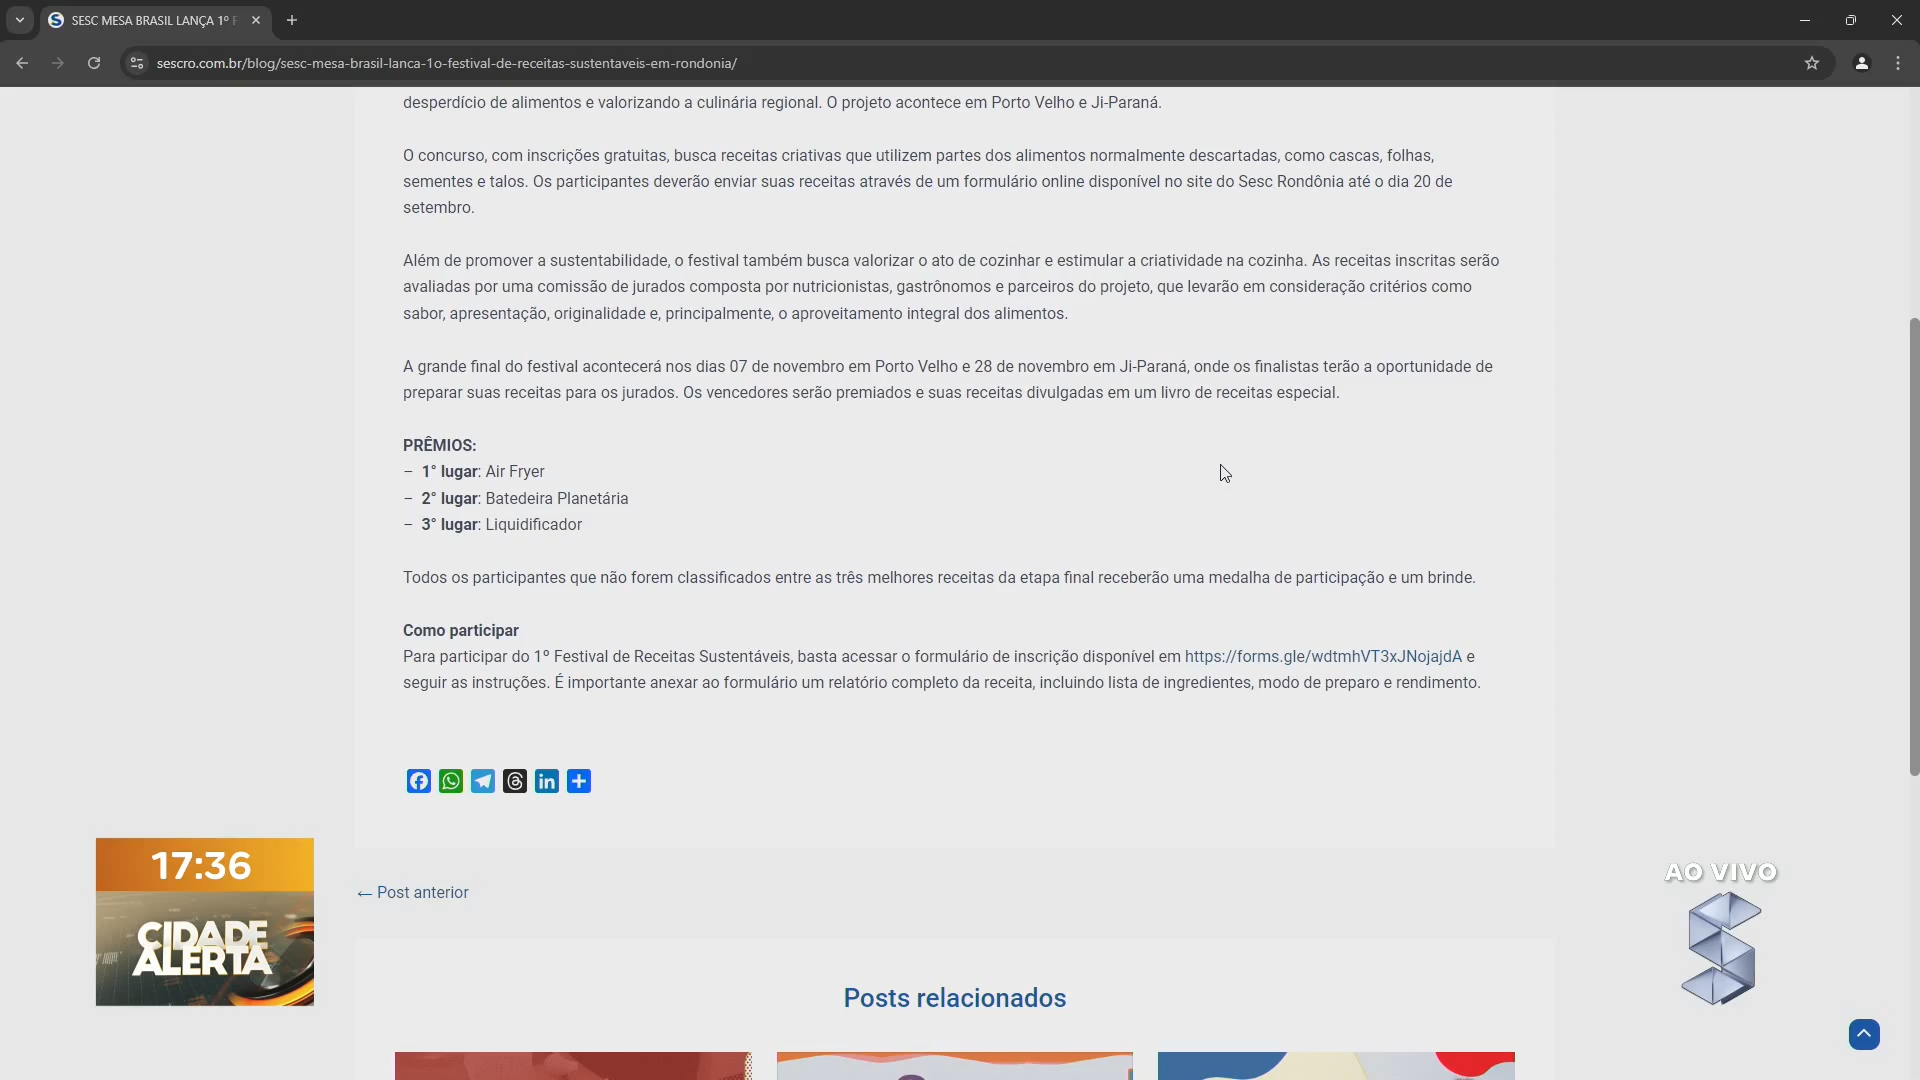 SESC MESA BRASIL LANÇA 1º F
sescro.com.br/blog/sesc-mesa-brasil-lanca-1o-festival-de-receitas-sustentaveis-em-rondonia/
desperdício de alimentos e valorizando a culinária regional. O projeto acontece em Porto Velho e Ji-Paraná.
O concurso, com inscrições gratuitas, busca receitas criativas que utilizem partes dos alimentos normalmente descartadas, como cascas, folhas,
sementes e talos. Os participantes deverão enviar suas receitas através de um formulário online disponível no site do Sesc Rondônia até o dia 20 de
setembro.
Além de promover a sustentabilidade, o festival também busca valorizar o ato de cozinhar e estimular a criatividade na cozinha. As receitas inscritas serão
avaliadas por uma comissão de jurados composta por nutricionistas, gastrônomos e parceiros do projeto, que levarão em consideração critérios como
sabor, apresentação, originalidade e, principalmente, o aproveitamento integral dos alimentos.
A grande final do festival acontecerá nos dias 07 de novembro em Porto Velho e 28 de novembro em Ji-Paraná, onde os finalistas terão a oportunidade de
preparar suas receitas para os jurados. Os vencedores serão premiados e suas receitas divulgadas em um livro de receitas especial.
PRÊMIOS:
– 1° lugar: Air Fryer
– 2° lugar: Batedeira Planetária
– 3° lugar: Liquidificador
Todos os participantes que não forem classificados entre as três melhores receitas da etapa final receberão uma medalha de participação e um brinde.
Como participar
Para participar do 1º Festival de Receitas Sustentáveis, basta acessar o formulário de inscrição disponível em https://forms.gle/wdtmhVT3xJNojajdA e
seguir as instruções. É importante anexar ao formulário um relatório completo da receita, incluindo lista de ingredientes, modo de preparo e rendimento.
17:36
CIDADE
ALERTA
AO VIVO
← Post anterior
Posts relacionados